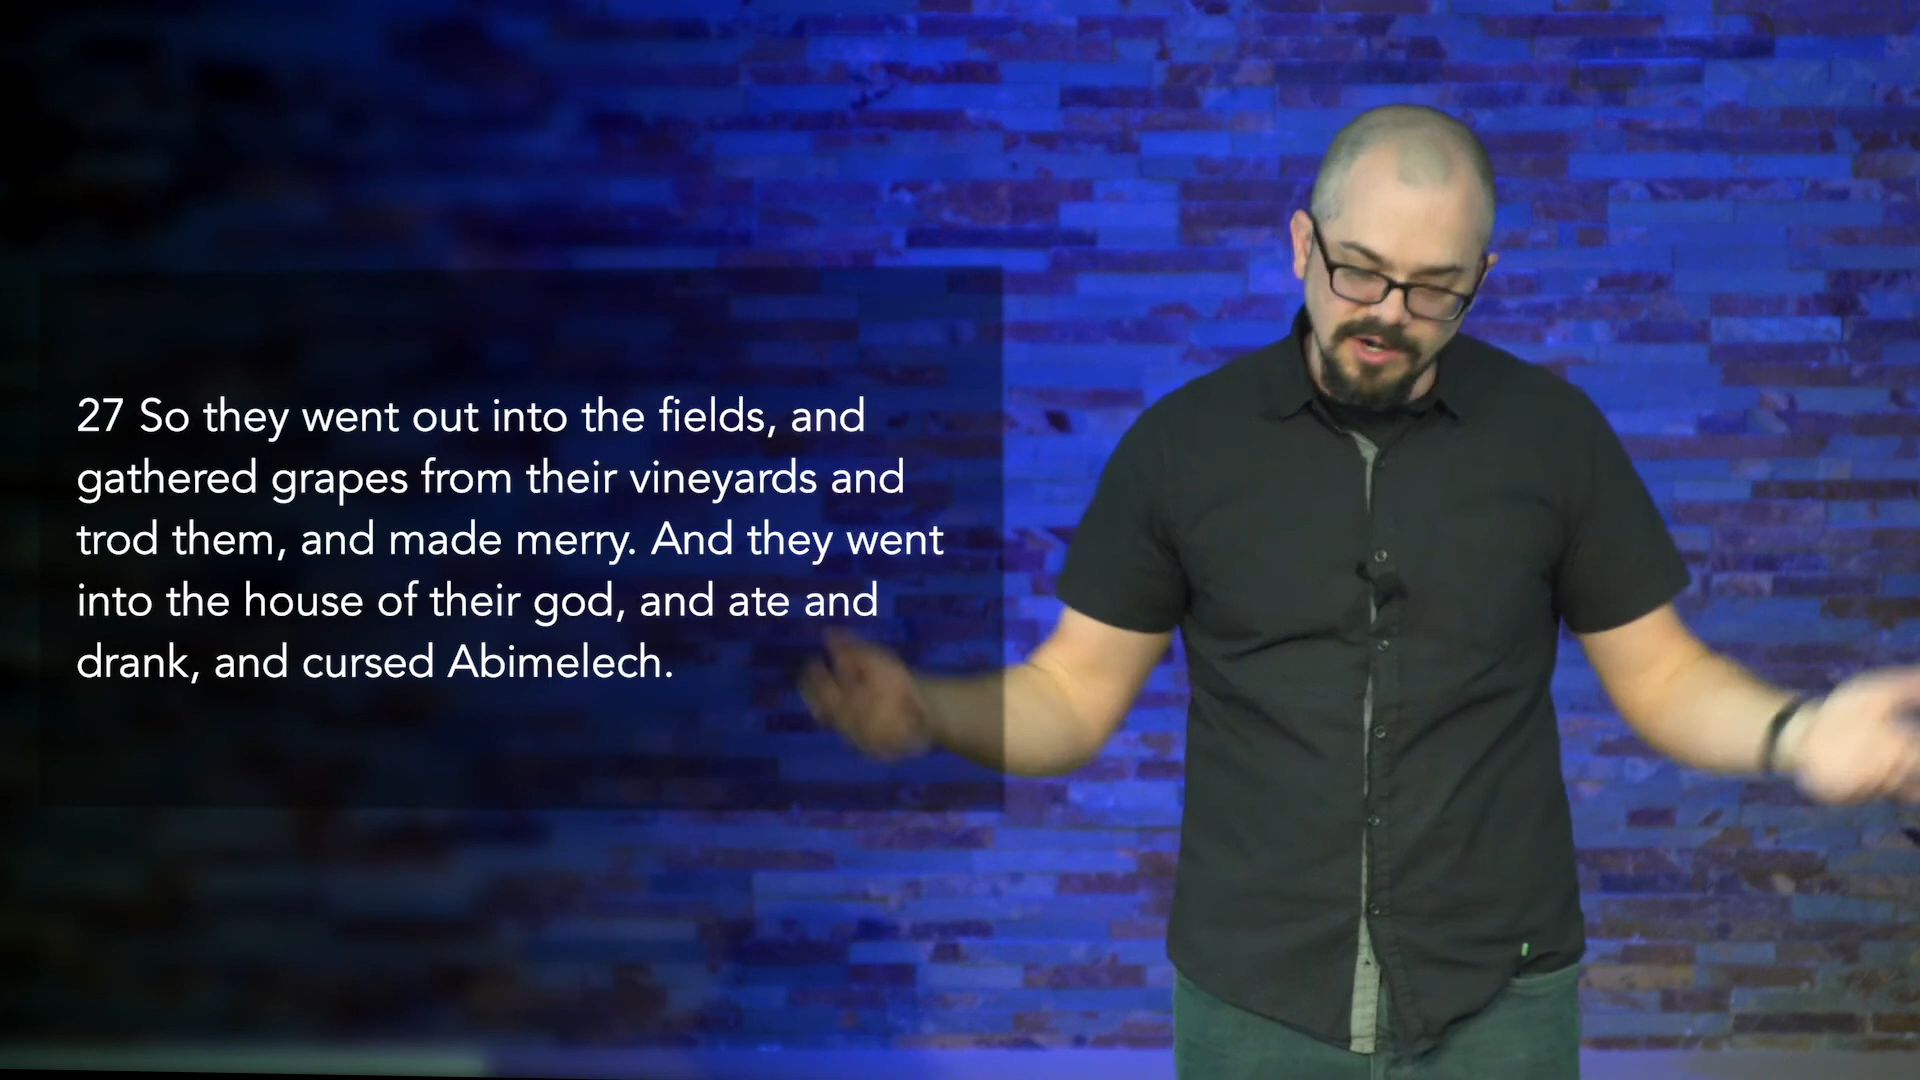 27 So they went out into the fields, and
gathered grapes from their vineyards and
trod them, and made merry. And they went
into the house of their god, and ate and
drank, and cursed Abimelech.